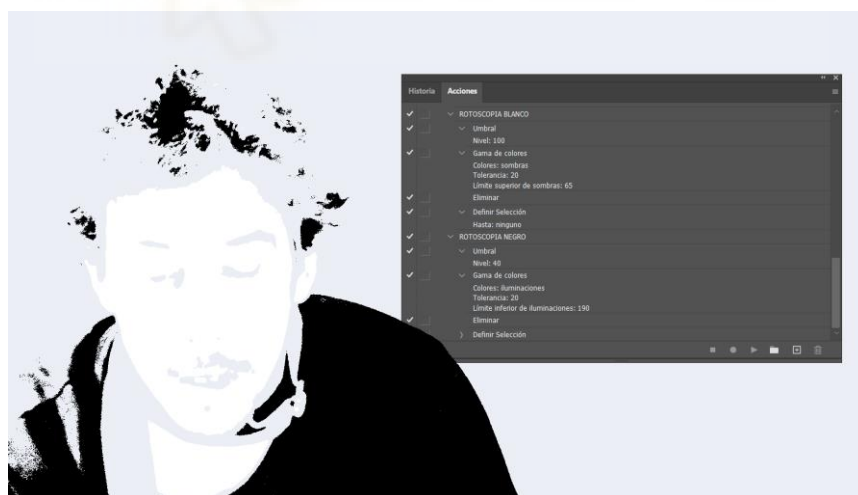 Historia Acciones
ROTOSCOPIA BLANCO
Umbral
Nivel: 100
Gama de colores
Colores: sombras
Tolerancia: 20
Límite superior de sombras: 65
Eliminar
Definir Selección
Hasta: ninguno
ROTOSCOPIA NEGRO
Umbral
Nivel: 40
Gama de colores
Colores: iluminaciones
Tolerancia: 20
Límite inferior de iluminaciones: 190
Eliminar
Definir Selección